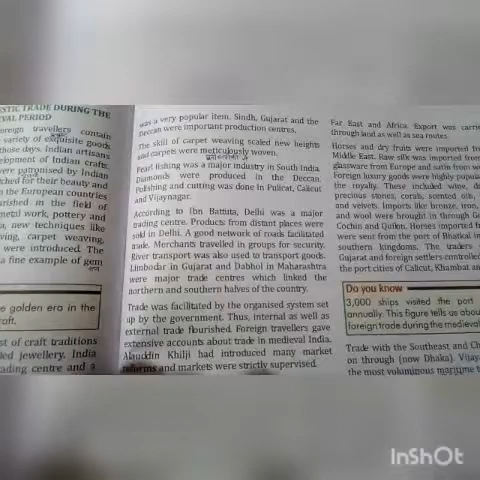 STIC TRADE DURING THE
VAL PERIOD
oreign travellers contain
variety of exquisite goods
those days. Indian artisans
elopment of Indian crafts
were patronised by Indian
ched for their beauty and
n the European countries
urished in the field of
metal work, pottery and
a, new techniques like
ving, carpet weaving,
were introduced. The
a fine example of gem
e golden era in the
raft.
st of craft traditions
led jewellery. India
ading centre and a
was a very popular item. Sindh, Gujarat and the
Deccan were important production centres.
The skill of carpet weaving scaled new heights
and carpets were meticulously woven.
Pearl fishing was a major industry in South India.
Diamonds were produced in the Deccan.
Polishing and cutting was done in Pulicat, Calicut
and Vijaynagar.
According to Ibn Battuta, Delhi was a major
trading centre. Products from distant places were
sold in Delhi. A good network of roads facilitated
trade. Merchants travelled in groups for security.
River transport was also used to transport goods.
Limbodar in Gujarat and Dabhol in Maharashtra
were major trade centres which linked the
northern and southern halves of the country.
Trade was facilitated by the organised system set
up by the government. Thus, internal as well as
external trade flourished. Foreign travellers gave
extensive accounts about trade in medieval India.
Alauddin Khilji had introduced many market
reforms and markets were strictly supervised.
Far East and Africa. Export was carri
through land as well as sea routes.
Horses and dry fruits were imported fr
Middle East. Raw silk was imported from
glassware from Europe and satin from w
Foreign luxury goods were highly popula
the royalty. These included wine, d
precious stones, corals, scented oils,
and velvets. Imports like bronze, iron,
and wool were brought in through G
Cochin and Quilon. Horses imported f
were sent from the port of Bhatkal in
southern kingdoms. The traders
Gujarat and foreign settlers controlle
the port cities of Calicut, Khambat an
Do you know
3,000 ships visited the port
annually. This figure tells us about
foreign trade during the medieval
Trade with the Southeast and Ch
on through (now Dhaka). Vijay
the most voluminous maritime t
InShOt